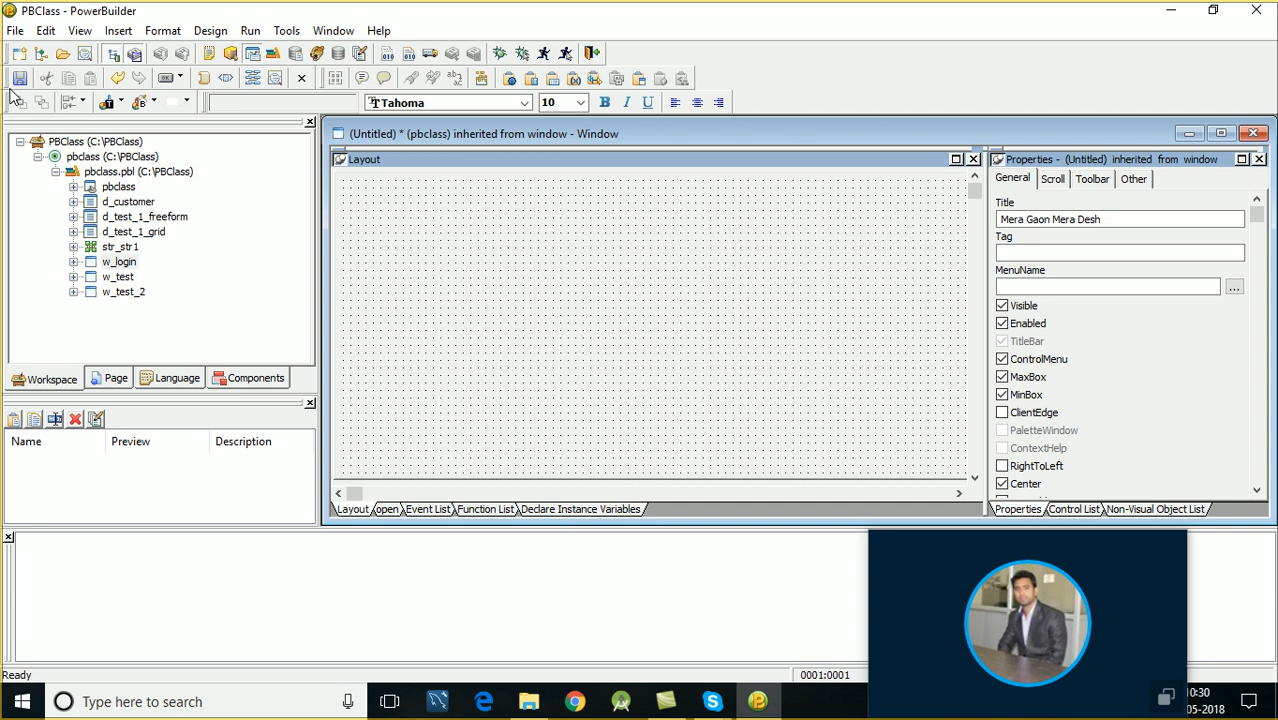 PBClass - PowerBuilder
File Edit View Insert Format Design Run Tools Window Help
Tahoma 10 B I U
PBClass (C:\PBClass)
pbclass (C:\PBClass)
pbclass.pbl (C:\PBClass)
pbclass
d_customer
d_test_1_freeform
d_test_1_grid
str_str1
w_login
w_test
w_test_2
Workspace Page Language Components
Name Preview Description
(Untitled) * (pbclass) inherited from window - Window
Layout
Layout open Event List Function List Declare Instance Variables
Properties - (Untitled) inherited from window
General Scroll Toolbar Other
Title
Mera Gaon Mera Desh
Tag
MenuName
...
Visible
Enabled
TitleBar
ControlMenu
MaxBox
MinBox
ClientEdge
PaletteWindow
ContextHelp
RightToLeft
Center
Properties Control List Non-Visual Object List
Ready
0001:0001
Type here to search
10:30
05-2018